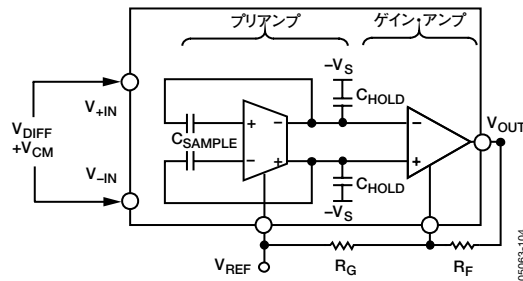 プリアンプ
ゲイン・アンプ
–VS
CHOLD
V+IN
VDIFF
+VCM
CSAMPLE
+
–
–
+
–
+
VOUT
V–IN
CHOLD
–VS
VREF
RG
RF
05063-104